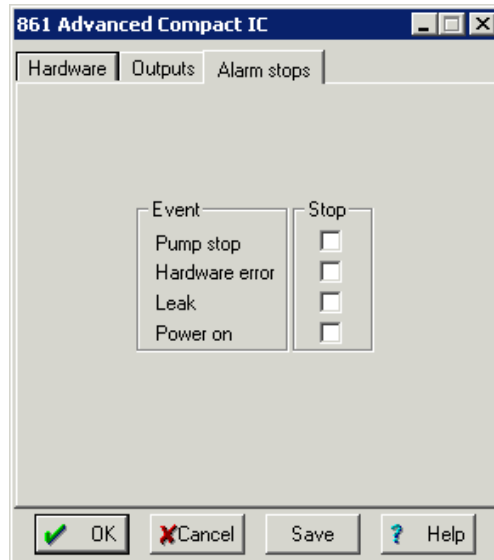 861 Advanced Compact IC
Hardware Outputs Alarm stops
Event Stop
Pump stop
Hardware error
Leak
Power on
OK Cancel Save ? Help